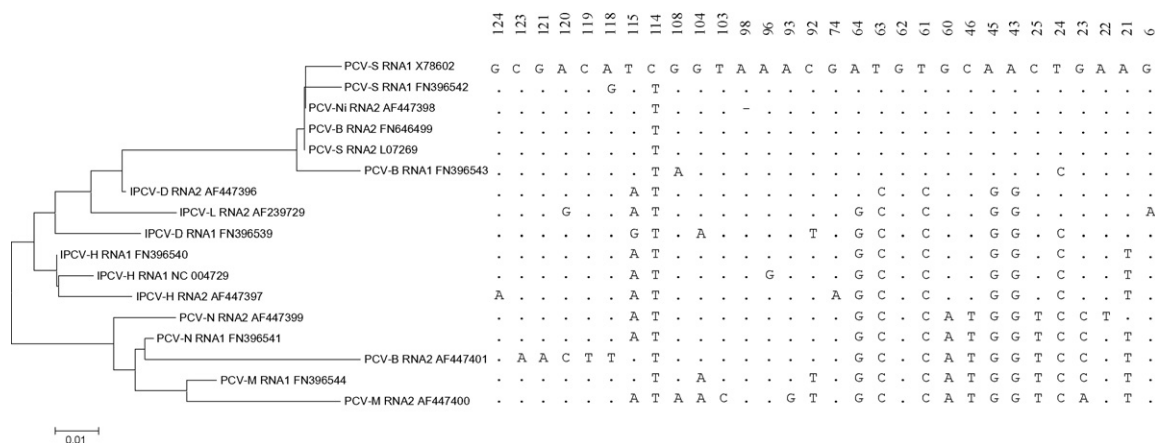 124 123 121 120 119 118 115 114 108 104 103 98 96 93 92 74 64 63 62 61 60 46 45 43 25 24 23 22 21 6
PCV-S RNA1 X78602 G C G A C A T C G G T A A A C G A T G T G C A A C T G A A G
PCV-S RNA1 FN396542 . . . . . G . T . . . . . . . . . . . . . . . . . . . . . .
PCV-Ni RNA2 AF447398 . . . . . . . T . . . - . . . . . . . . . . . . . . . . . .
PCV-B RNA2 FN646499 . . . . . . . T . . . . . . . . . . . . . . . . . . . . . .
PCV-S RNA2 L07269 . . . . . . . T . . . . . . . . . . . . . . . . . . . . . .
PCV-B RNA1 FN396543 . . . . . . . T A . . . . . . . . . . . . . . . . C . . . .
IPCV-D RNA2 AF447396 . . . . . . A T . . . . . . . . . C . C . . G G . . . . . .
IPCV-L RNA2 AF239729 . . . G . . A T . . . . . . . . G C . C . . G G . . . . . A
IPCV-D RNA1 FN396539 . . . . . . G T . A . . . . T . G C . C . . G G . C . . . .
IPCV-H RNA1 FN396540 . . . . . . A T . . . . . . . . G C . C . . G G . C . . T .
IPCV-H RNA1 NC 004729 . . . . . . A T . . . . G . . . G C . C . . G G . C . . T .
IPCV-H RNA2 AF447397 A . . . . . A T . . . . . . . A G C . C . . G G . C . . T .
PCV-N RNA2 AF447399 . . . . . . A T . . . . . . . . G C . C A T G G T C C T . .
PCV-N RNA1 FN396541 . . . . . . A T . . . . . . . . G C . C A T G G T C C . T .
PCV-B RNA2 AF447401 . A A C T T . T . . . . . . . . G C . C A T G G T C C . T .
PCV-M RNA1 FN396544 . . . . . . . T . A . . . . T . G C . C A T G G T C C . T .
PCV-M RNA2 AF447400 . . . . . . A T A A C . . G T . G C . C A T G G T C A . T .
0.01